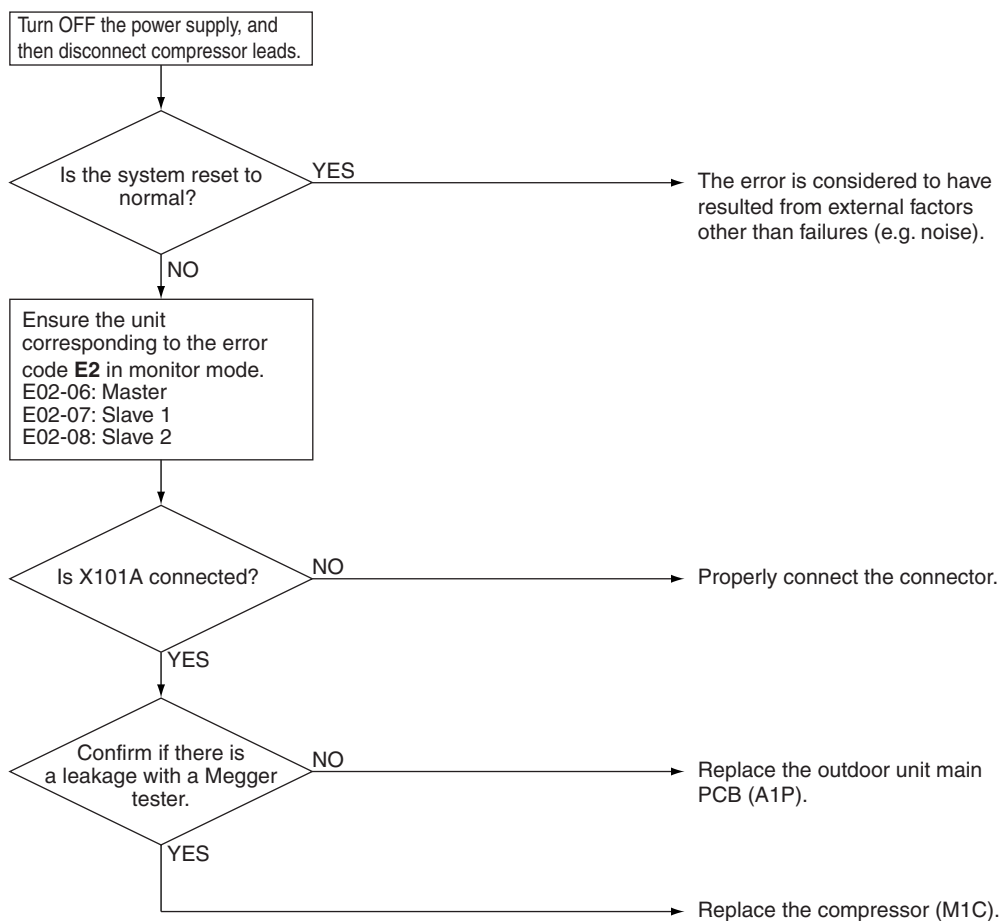 Turn OFF the power supply, and
then disconnect compressor leads.
Is the system reset to
normal?
YES
The error is considered to have
resulted from external factors
other than failures (e.g. noise).
NO
Ensure the unit
corresponding to the error
code E2 in monitor mode.
E02-06: Master
E02-07: Slave 1
E02-08: Slave 2
Is X101A connected?
NO
Properly connect the connector.
YES
Confirm if there is
a leakage with a Megger
tester.
NO
Replace the outdoor unit main
PCB (A1P).
YES
Replace the compressor (M1C).